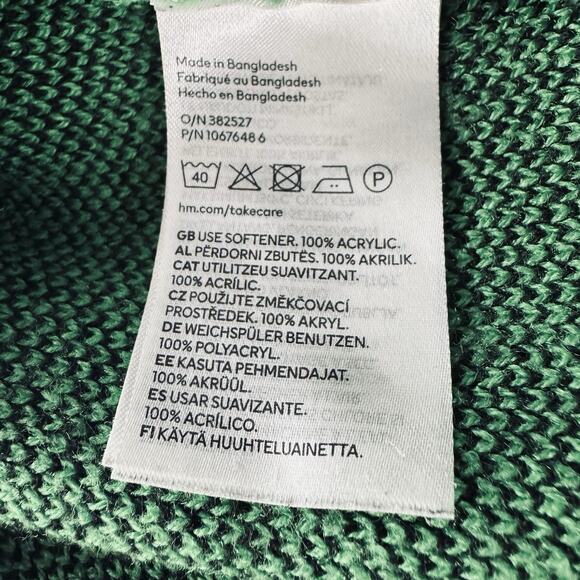 Made in Bangladesh
Fabriqué au Bangladesh
Hecho en Bangladesh
O/N 382527
P/N 1067648 6
40
P
hm.com/takecare
GB USE SOFTENER. 100% ACRYLIC.
AL PËRDORNI ZBUTËS. 100% AKRILIK.
CAT UTILITZEU SUAVITZANT.
100% ACRÍLIC.
CZ POUŽIJTE ZMĚKČOVACÍ
PROSTŘEDEK. 100% AKRYL.
DE WEICHSPÜLER BENUTZEN.
100% POLYACRYL.
EE KASUTA PEHMENDAJAT.
100% AKRÜÜL.
ES USAR SUAVIZANTE.
100% ACRÍLICO.
FI KÄYTÄ HUUHTELUAINETTA.